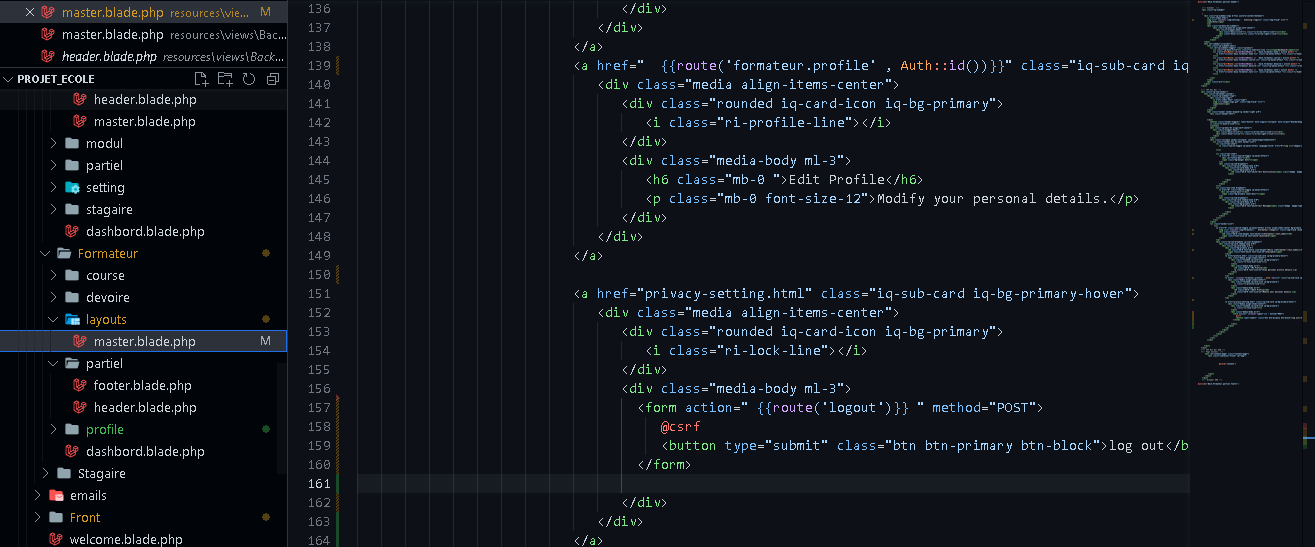 master.blade.php resources\vie... M
master.blade.php resources\views\Bac...
header.blade.php resources\views\Back...
PROJET_ECOLE
header.blade.php
master.blade.php
modul
partiel
setting
stagaire
dashbord.blade.php
Formateur
course
devoire
layouts
master.blade.php M
partiel
footer.blade.php
header.blade.php
profile
dashbord.blade.php
Stagaire
emails
Front
welcome.blade.php
136 </div>
137 </div>
138 </a>
139 <a href="  {{route('formateur.profile' , Auth::id())}}" class="iq-sub-card iq
140 <div class="media align-items-center">
141 <div class="rounded iq-card-icon iq-bg-primary">
142 <i class="ri-profile-line"></i>
143 </div>
144 <div class="media-body ml-3">
145 <h6 class="mb-0 ">Edit Profile</h6>
146 <p class="mb-0 font-size-12">Modify your personal details.</p>
147 </div>
148 </div>
149 </a>
150
151 <a href="privacy-setting.html" class="iq-sub-card iq-bg-primary-hover">
152 <div class="media align-items-center">
153 <div class="rounded iq-card-icon iq-bg-primary">
154 <i class="ri-lock-line"></i>
155 </div>
156 <div class="media-body ml-3">
157 <form action=" {{route('logout')}} " method="POST">
158 @csrf
159 <button type="submit" class="btn btn-primary btn-block">log out</b
160 </form>
161
162 </div>
163 </div>
164 </a>